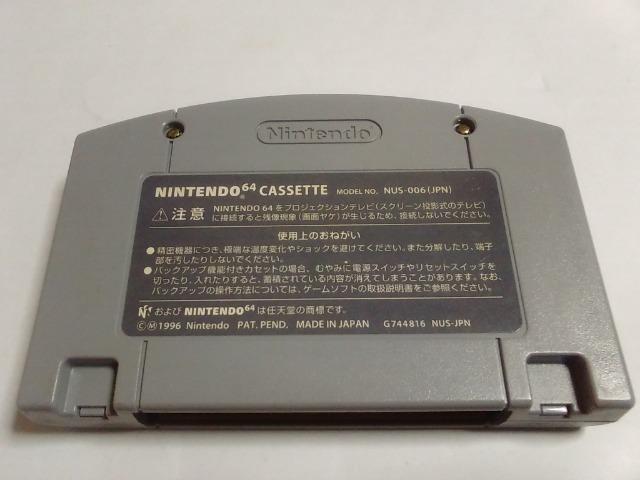 Nintendo
NINTENDO 64 CASSETTE MODEL NO. NUS-006(JPN)
注意 NINTENDO 64 をプロジェクションテレビ(スクリーン投影式のテレビ)
に接続すると残像現象(画面ヤケ)が生じるため、接続しないでください。
使用上のおねがい
●精密機器につき、極端な温度変化やショックを避けてください。また分解したり、端子
部を汚したりしないでください。
●バックアップ機能付きカセットの場合、むやみに電源スイッチやリセットスイッチを
切ったり、入れたりすると、蓄積されている内容が消えてしまうことがあります。なお、
バックアップの操作方法については、ゲームソフトの取扱説明書をご参照ください。
および NINTENDO 64 は任天堂の商標です。
©Ⓜ1996 Nintendo PAT. PEND. MADE IN JAPAN G744816 NUS-JPN